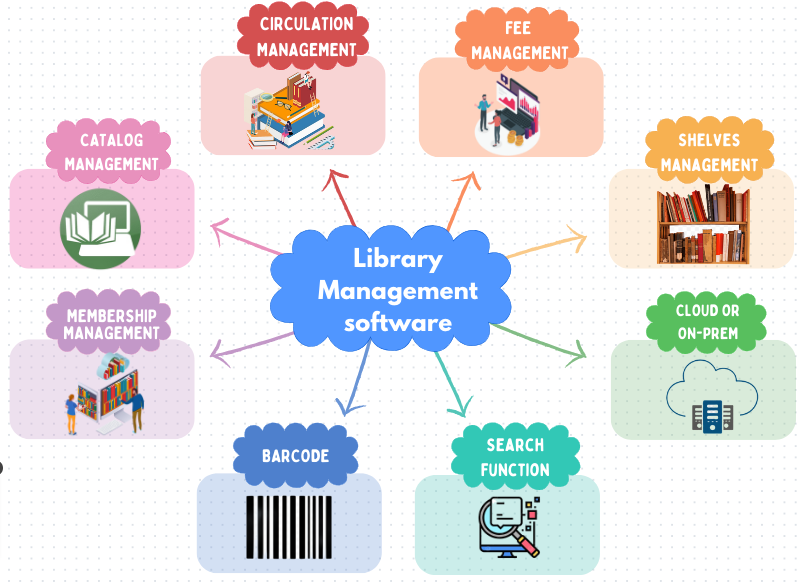 CIRCULATION
MANAGEMENT
FEE
MANAGEMENT
CATALOG
MANAGEMENT
SHELVES
MANAGEMENT
Library
Management
software
MEMBERSHIP
MANAGEMENT
CLOUD OR
ON-PREM
BARCODE
SEARCH
FUNCTION